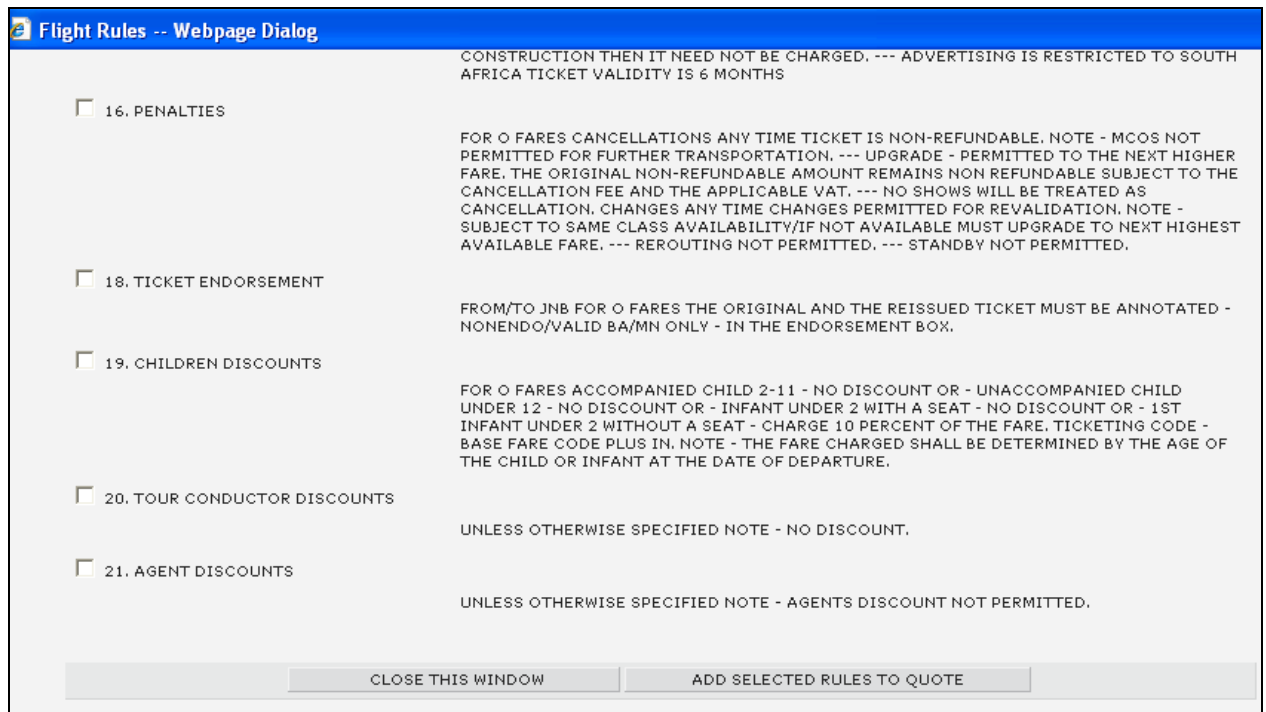 Flight Rules -- Webpage Dialog
CONSTRUCTION THEN IT NEED NOT BE CHARGED. --- ADVERTISING IS RESTRICTED TO SOUTH
AFRICA TICKET VALIDITY IS 6 MONTHS
16. PENALTIES
FOR O FARES CANCELLATIONS ANY TIME TICKET IS NON-REFUNDABLE. NOTE - MCOS NOT
PERMITTED FOR FURTHER TRANSPORTATION. --- UPGRADE - PERMITTED TO THE NEXT HIGHER
FARE. THE ORIGINAL NON-REFUNDABLE AMOUNT REMAINS NON REFUNDABLE SUBJECT TO THE
CANCELLATION FEE AND THE APPLICABLE VAT. --- NO SHOWS WILL BE TREATED AS
CANCELLATION. CHANGES ANY TIME CHANGES PERMITTED FOR REVALIDATION. NOTE -
SUBJECT TO SAME CLASS AVAILABILITY/IF NOT AVAILABLE MUST UPGRADE TO NEXT HIGHEST
AVAILABLE FARE. --- REROUTING NOT PERMITTED. --- STANDBY NOT PERMITTED.
18. TICKET ENDORSEMENT
FROM/TO JNB FOR O FARES THE ORIGINAL AND THE REISSUED TICKET MUST BE ANNOTATED -
NONENDO/VALID BA/MN ONLY - IN THE ENDORSEMENT BOX.
19. CHILDREN DISCOUNTS
FOR O FARES ACCOMPANIED CHILD 2-11 - NO DISCOUNT OR - UNACCOMPANIED CHILD
UNDER 12 - NO DISCOUNT OR - INFANT UNDER 2 WITH A SEAT - NO DISCOUNT OR - 1ST
INFANT UNDER 2 WITHOUT A SEAT - CHARGE 10 PERCENT OF THE FARE. TICKETING CODE -
BASE FARE CODE PLUS IN. NOTE - THE FARE CHARGED SHALL BE DETERMINED BY THE AGE OF
THE CHILD OR INFANT AT THE DATE OF DEPARTURE.
20. TOUR CONDUCTOR DISCOUNTS
UNLESS OTHERWISE SPECIFIED NOTE - NO DISCOUNT.
21. AGENT DISCOUNTS
UNLESS OTHERWISE SPECIFIED NOTE - AGENTS DISCOUNT NOT PERMITTED.
CLOSE THIS WINDOW
ADD SELECTED RULES TO QUOTE